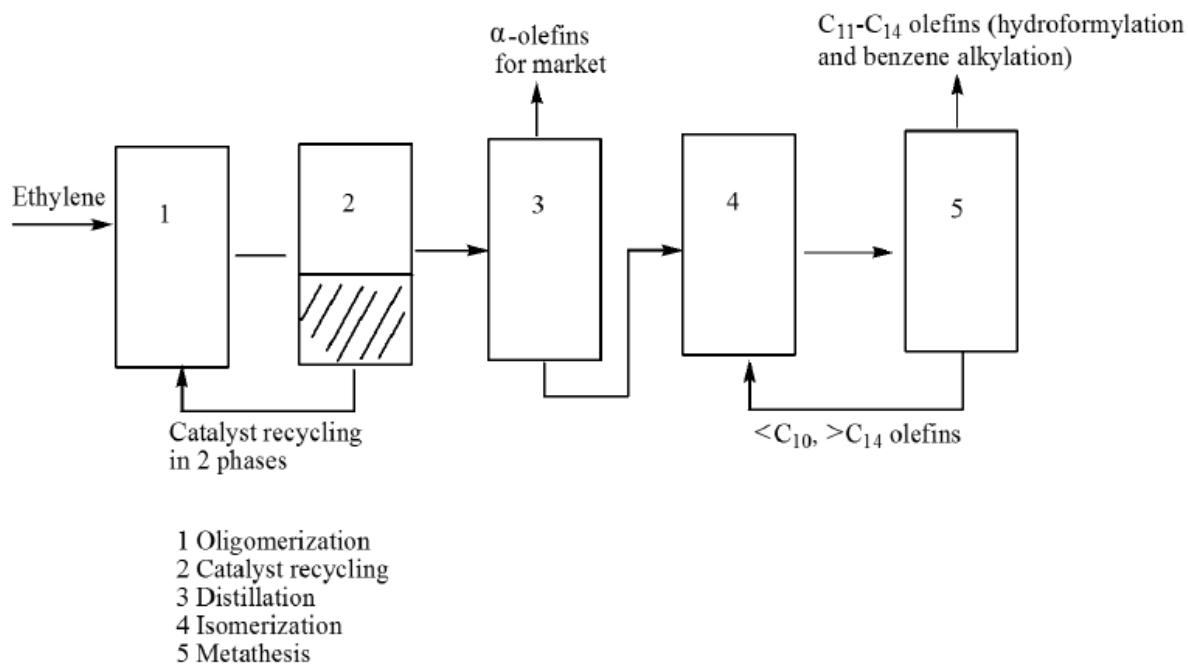 α-olefins
for market
C₁₁-C₁₄ olefins (hydroformylation
and benzene alkylation)
Ethylene
1
2
3
4
5
Catalyst recycling
in 2 phases
<C₁₀, >C₁₄ olefins
1 Oligomerization
2 Catalyst recycling
3 Distillation
4 Isomerization
5 Metathesis